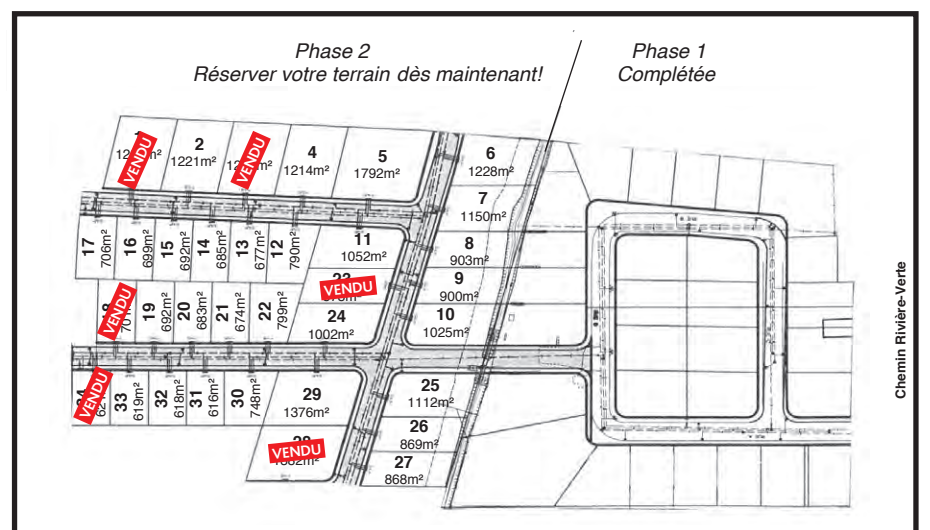 Phase 2
Réserver votre terrain dès maintenant!
Phase 1
Complétée
VENDU
2
1221m²
VENDU
4
1214m²
5
1792m²
6
1228m²
7
1150m²
8
903m²
9
900m²
10
1025m²
17
706m²
16
699m²
15
692m²
14
685m²
13
677m²
12
790m²
11
1052m²
VENDU
24
1002m²
VENDU
19
692m²
20
683m²
21
674m²
22
799m²
VENDU
33
619m²
32
618m²
31
616m²
30
748m²
29
1376m²
VENDU
25
1112m²
26
869m²
27
868m²
Chemin Rivière-Verte